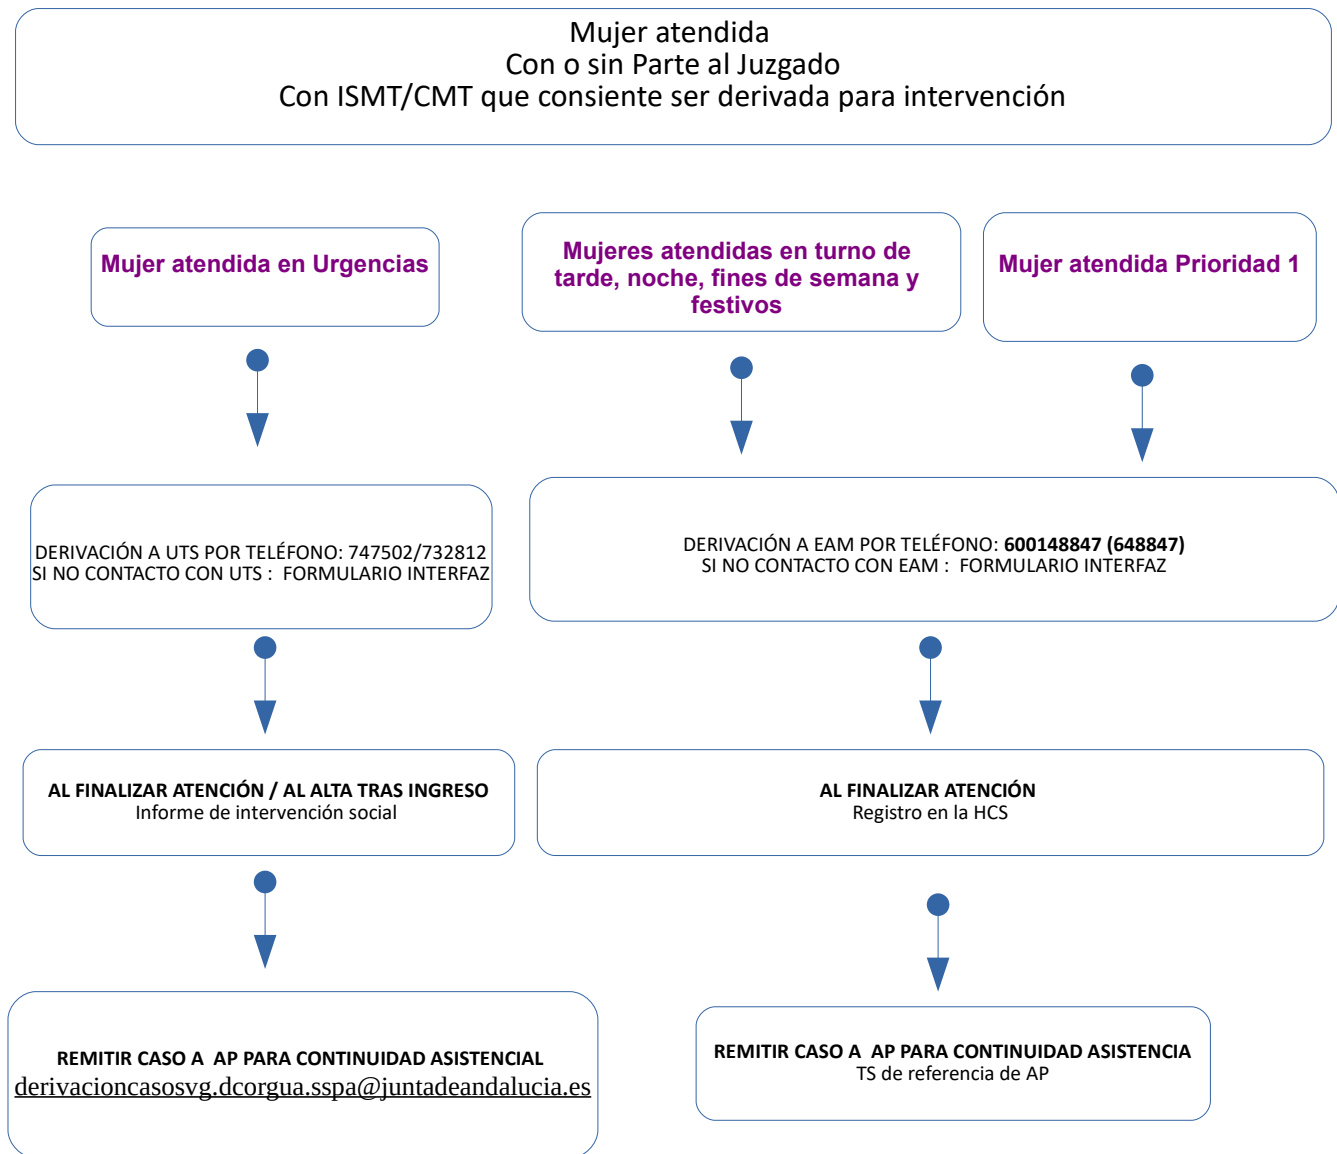 Mujer atendida
Con o sin Parte al Juzgado
Con ISMT/CMT que consiente ser derivada para intervención
Mujer atendida en Urgencias
Mujeres atendidas en turno de
tarde, noche, fines de semana y
festivos
Mujer atendida Prioridad 1
DERIVACIÓN A UTS POR TELÉFONO: 747502/732812
SI NO CONTACTO CON UTS : FORMULARIO INTERFAZ
DERIVACIÓN A EAM POR TELÉFONO: 600148847 (648847)
SI NO CONTACTO CON EAM : FORMULARIO INTERFAZ
AL FINALIZAR ATENCIÓN / AL ALTA TRAS INGRESO
Informe de intervención social
AL FINALIZAR ATENCIÓN
Registro en la HCS
REMITIR CASO A AP PARA CONTINUIDAD ASISTENCIAL
derivacioncasosvg.dcorgua.sspa@juntadeandalucia.es
REMITIR CASO A AP PARA CONTINUIDAD ASISTENCIA
TS de referencia de AP